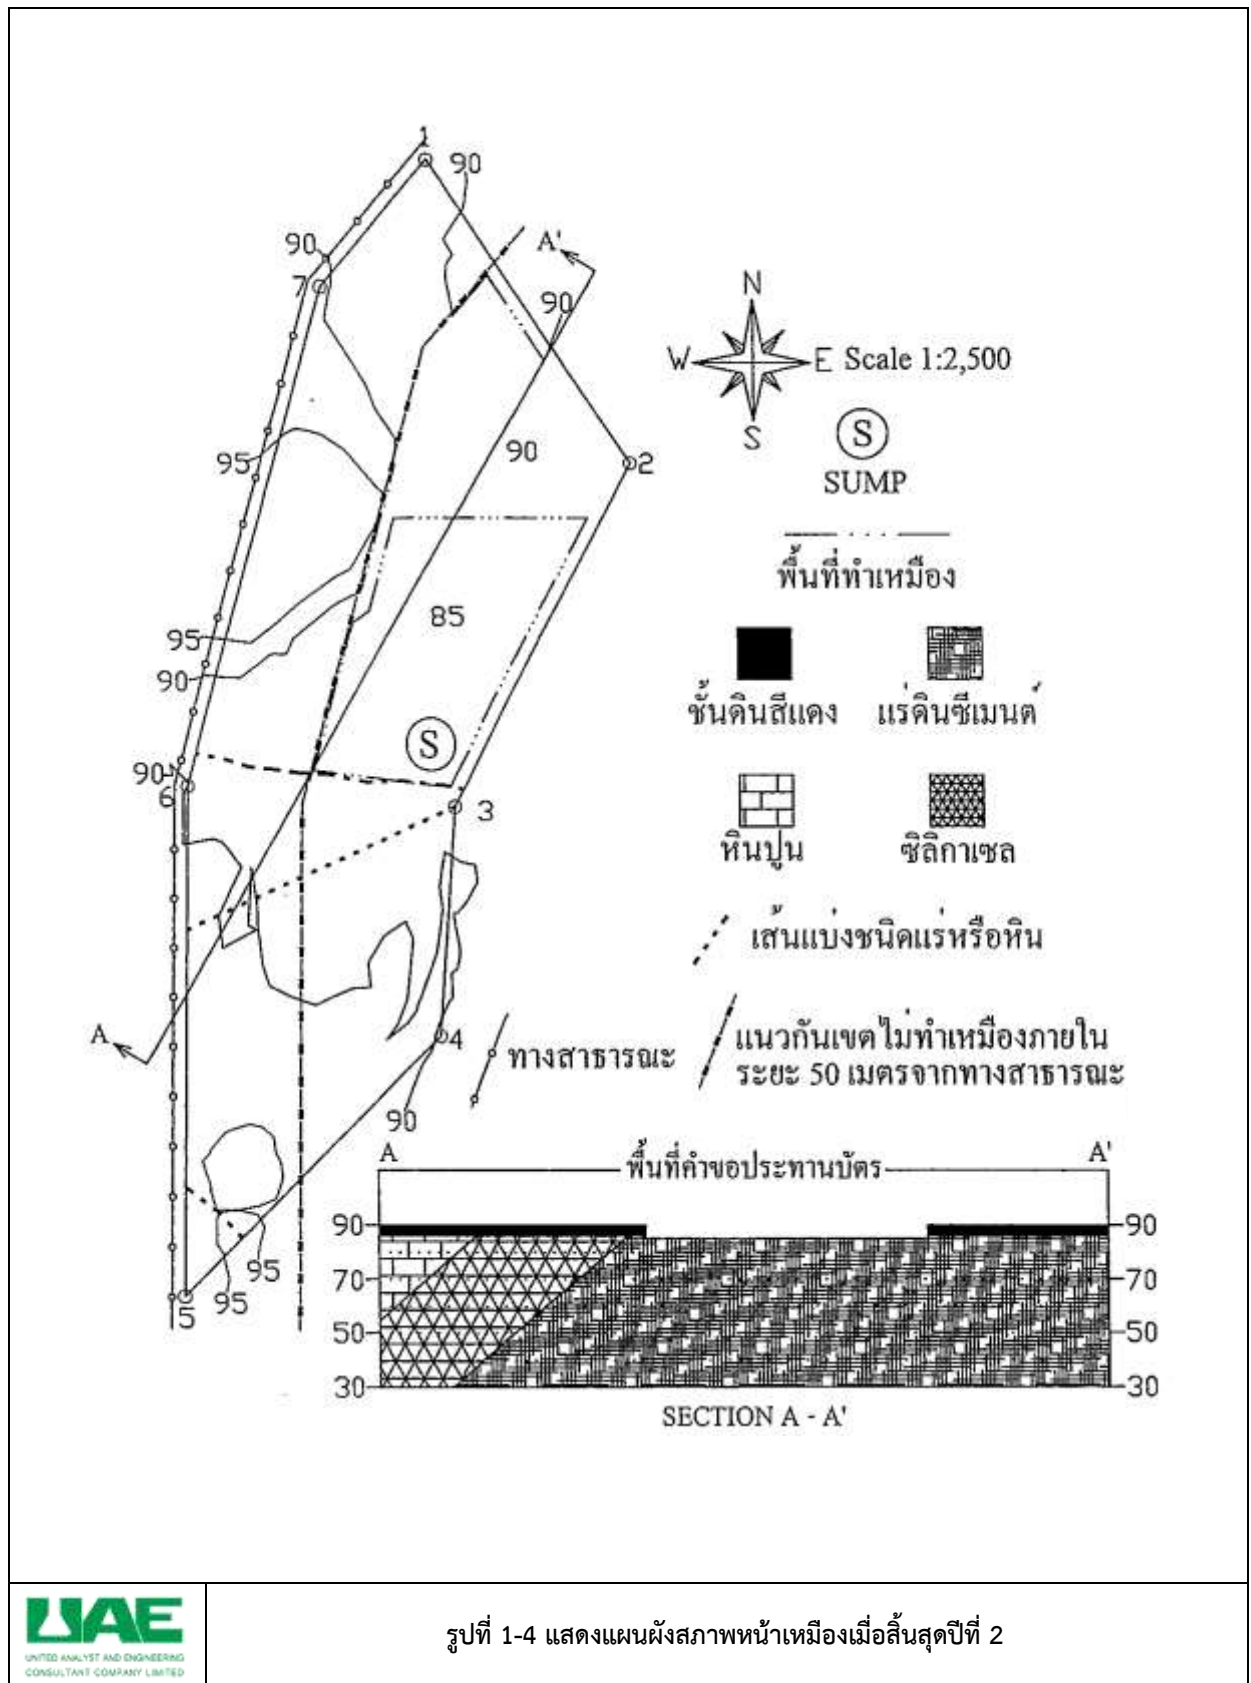 1
90
90
A'
7
90
N
W
E Scale 1:2,500
S
S
SUMP
95
90
2
พื้นที่ทำเหมือง
85
95
90
ชั้นดินสีแดง
แร่ดินซีเมนต์
S
90
6
3
หินปูน
ซิลิกาเซล
เส้นแบ่งชนิดแร่หรือหิน
A
4
ทางสาธารณะ
แนวกันเขตไม่ทำเหมืองภายใน
ระยะ 50 เมตรจากทางสาธารณะ
90
A
พื้นที่คำขอประทานบัตร
A'
90
90
95
70
70
95
5
50
50
30
30
SECTION A - A'
UAE
UNITED ANALYST AND ENGINEERING
CONSULTANT COMPANY LIMITED
รูปที่ 1-4 แสดงแผนผังสภาพหน้าเหมืองเมื่อสิ้นสุดปีที่ 2